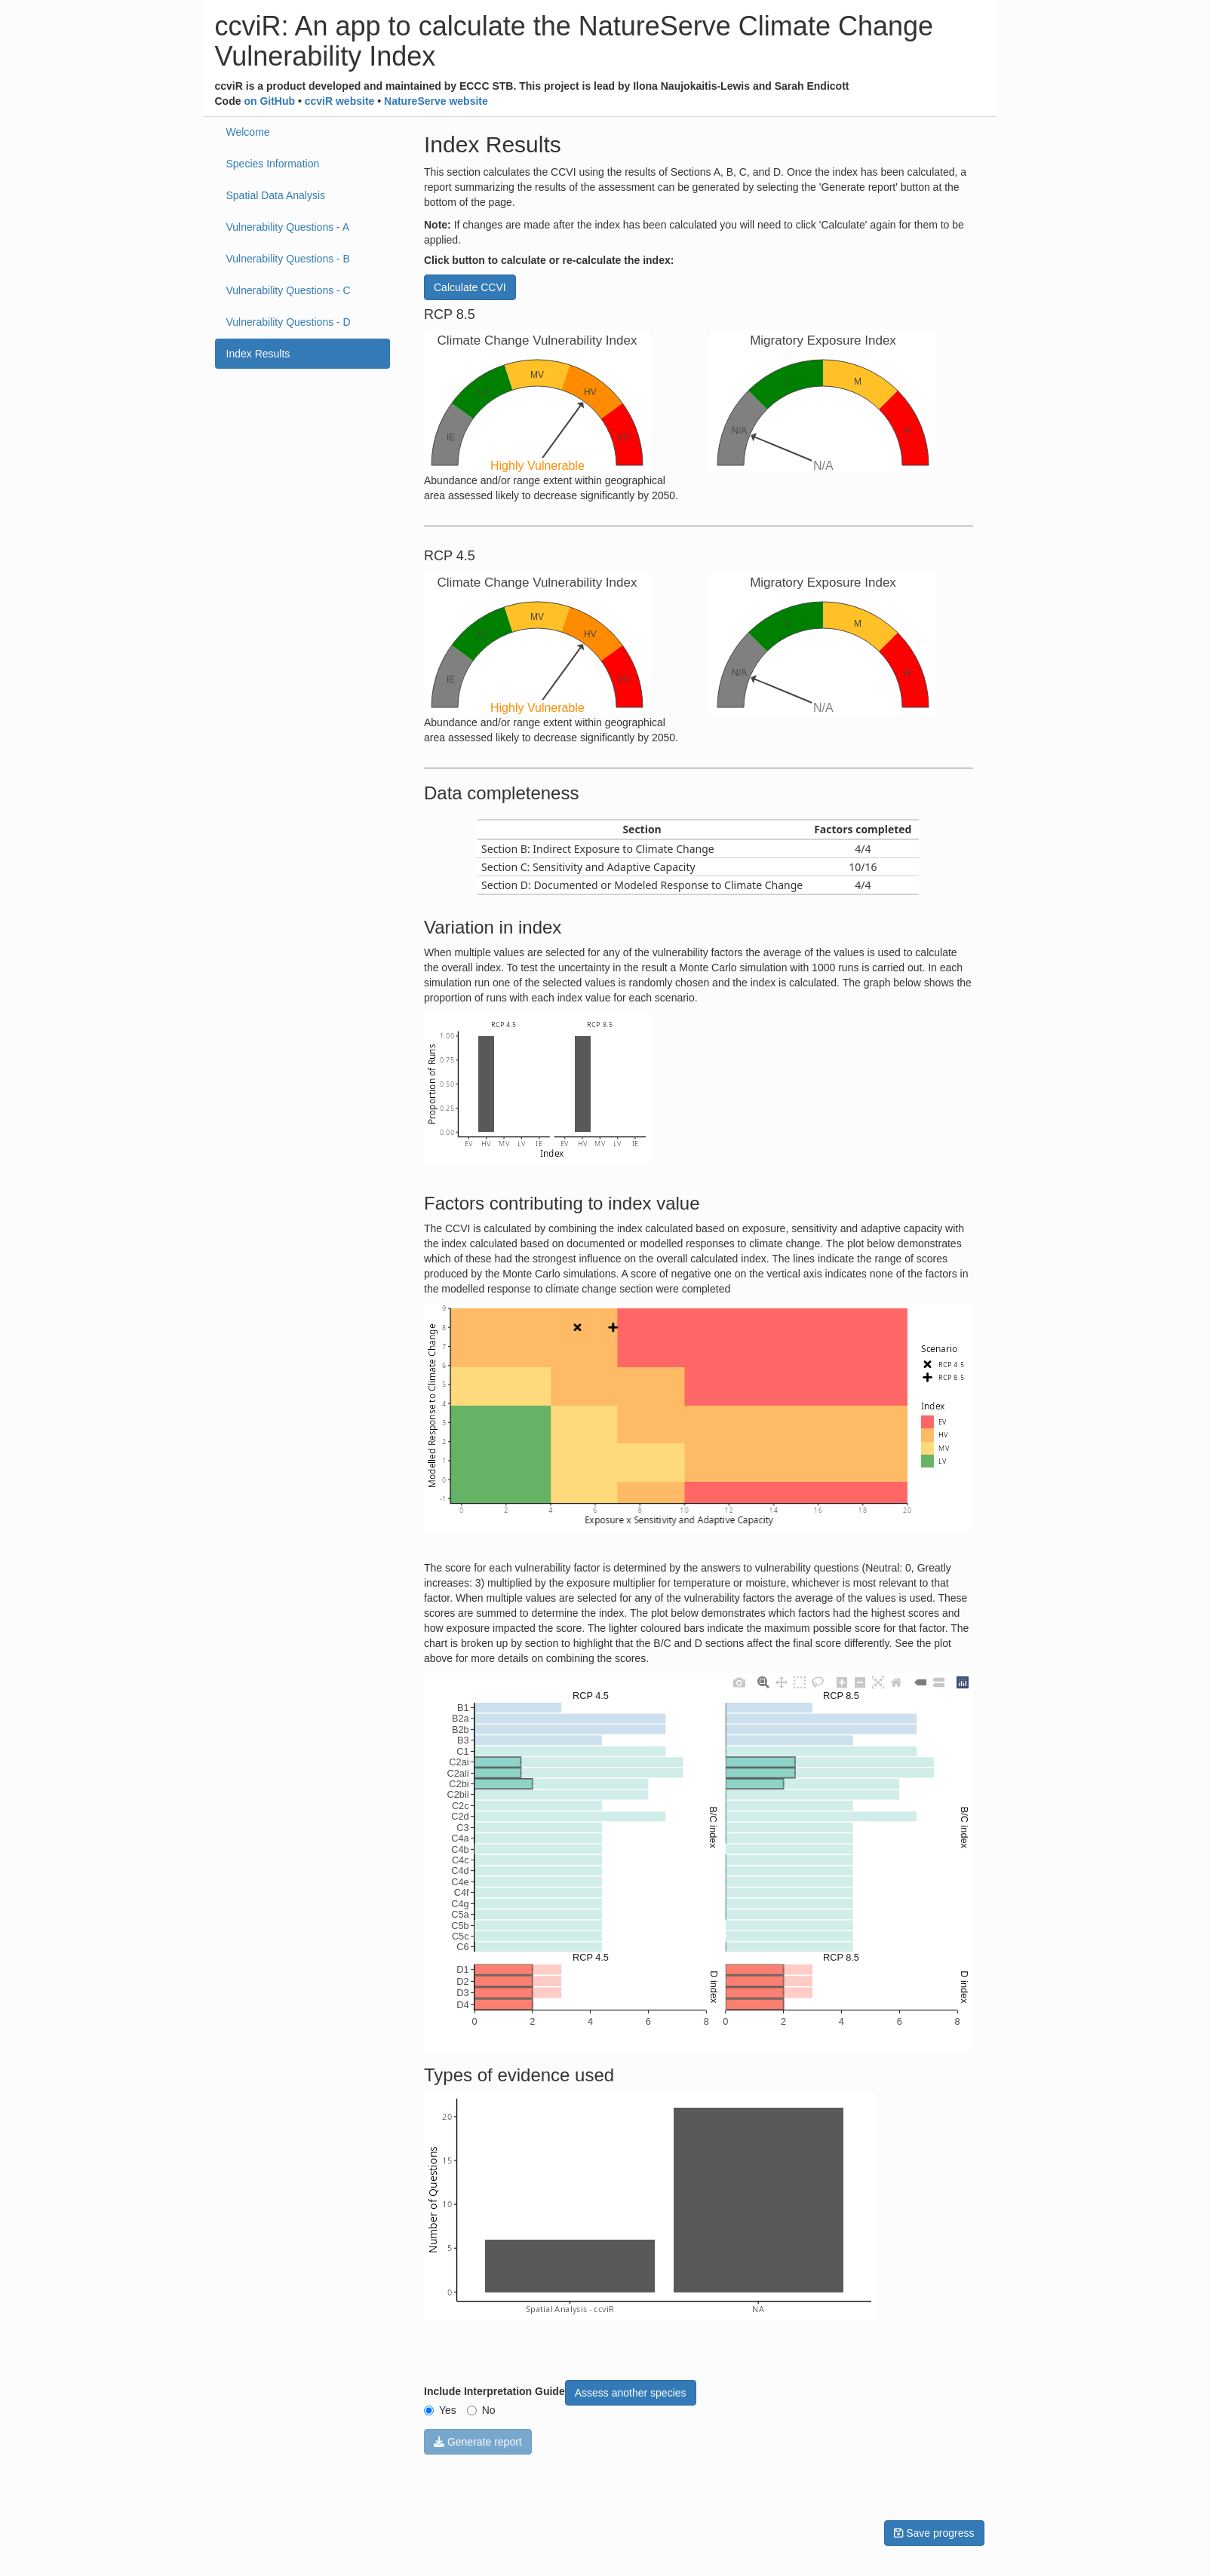 ccviR: An app to calculate the NatureServe Climate Change
Vulnerability Index
ccviR is a product developed and maintained by ECCC STB. This project is lead by Ilona Naujokaitis-Lewis and Sarah Endicott
Code on GitHub • ccviR website • NatureServe website
Welcome
Species Information
Spatial Data Analysis
Vulnerability Questions - A
Vulnerability Questions - B
Vulnerability Questions - C
Vulnerability Questions - D
Index Results
Index Results
This section calculates the CCVI using the results of Sections A, B, C, and D. Once the index has been calculated, a
report summarizing the results of the assessment can be generated by selecting the 'Generate report' button at the
bottom of the page.
Note: If changes are made after the index has been calculated you will need to click 'Calculate' again for them to be
applied.
Click button to calculate or re-calculate the index:
Calculate CCVI
RCP 8.5
Climate Change Vulnerability Index
IE
MV
HV
EV
Highly Vulnerable
Migratory Exposure Index
N/A
M
H
N/A
Abundance and/or range extent within geographical
area assessed likely to decrease significantly by 2050.
RCP 4.5
Climate Change Vulnerability Index
IE
MV
HV
EV
Highly Vulnerable
Migratory Exposure Index
N/A
M
H
N/A
Abundance and/or range extent within geographical
area assessed likely to decrease significantly by 2050.
Data completeness
Section Factors completed
Section B: Indirect Exposure to Climate Change 4/4
Section C: Sensitivity and Adaptive Capacity 10/16
Section D: Documented or Modeled Response to Climate Change 4/4
Variation in index
When multiple values are selected for any of the vulnerability factors the average of the values is used to calculate
the overall index. To test the uncertainty in the result a Monte Carlo simulation with 1000 runs is carried out. In each
simulation run one of the selected values is randomly chosen and the index is calculated. The graph below shows the
proportion of runs with each index value for each scenario.
RCP 4.5 RCP 8.5
Proportion of Runs
1.00
0.75
0.50
0.25
0.00
EV HV MV LV IE EV HV MV LV IE
Index
Factors contributing to index value
The CCVI is calculated by combining the index calculated based on exposure, sensitivity and adaptive capacity with
the index calculated based on documented or modelled responses to climate change. The plot below demonstrates
which of these had the strongest influence on the overall calculated index. The lines indicate the range of scores
produced by the Monte Carlo simulations. A score of negative one on the vertical axis indicates none of the factors in
the modelled response to climate change section were completed
Modelled Response to Climate Change
9
8
7
6
5
4
3
2
1
0
-1
0 2 4 6 8 10 12 14 16 18 20
Exposure x Sensitivity and Adaptive Capacity
Scenario
RCP 4.5
RCP 8.5
Index
EV
HV
MV
LV
The score for each vulnerability factor is determined by the answers to vulnerability questions (Neutral: 0, Greatly
increases: 3) multiplied by the exposure multiplier for temperature or moisture, whichever is most relevant to that
factor. When multiple values are selected for any of the vulnerability factors the average of the values is used. These
scores are summed to determine the index. The plot below demonstrates which factors had the highest scores and
how exposure impacted the score. The lighter coloured bars indicate the maximum possible score for that factor. The
chart is broken up by section to highlight that the B/C and D sections affect the final score differently. See the plot
above for more details on combining the scores.
RCP 4.5 RCP 8.5
B1
B2a
B2b
B3
C1
C2ai
C2aii
C2bi
C2bii
C2c
C2d
C3
C4a
C4b
C4c
C4d
C4e
C4f
C4g
C5a
C5b
C5c
C6
B/C index B/C index
RCP 4.5 RCP 8.5
D1
D2
D3
D4
D index D index
0 2 4 6 8 0 2 4 6 8
Types of evidence used
Number of Questions
20
15
10
5
0
Spatial Analysis - ccviR NA
Include Interpretation Guide
Assess another species
Yes No
Generate report
Save progress